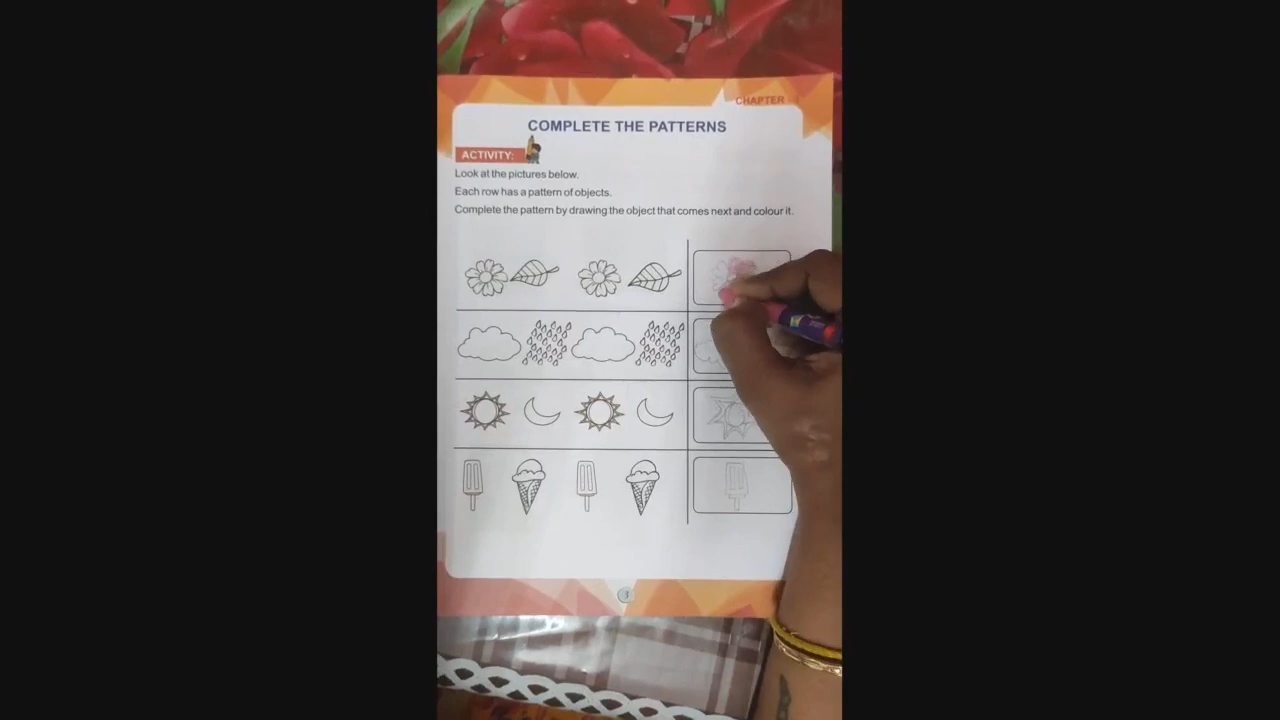 CHAPTER
COMPLETE THE PATTERNS
ACTIVITY:
Look at the pictures below.
Each row has a pattern of objects.
Complete the pattern by drawing the object that comes next and colour it.
3